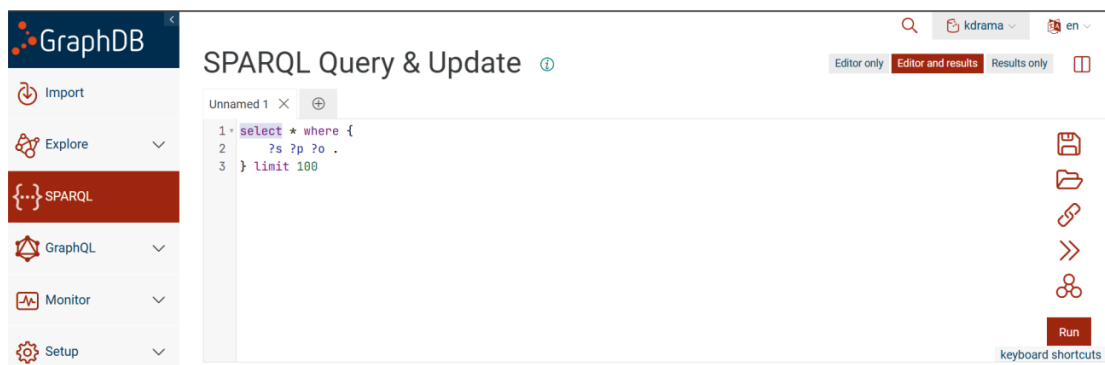 GraphDB
Import
Explore
SPARQL
GraphQL
Monitor
Setup
kdrama
en
SPARQL Query & Update
Editor only Editor and results Results only
Unnamed 1
1 select * where {
2 ?s ?p ?o .
3 } limit 100
Run
keyboard shortcuts